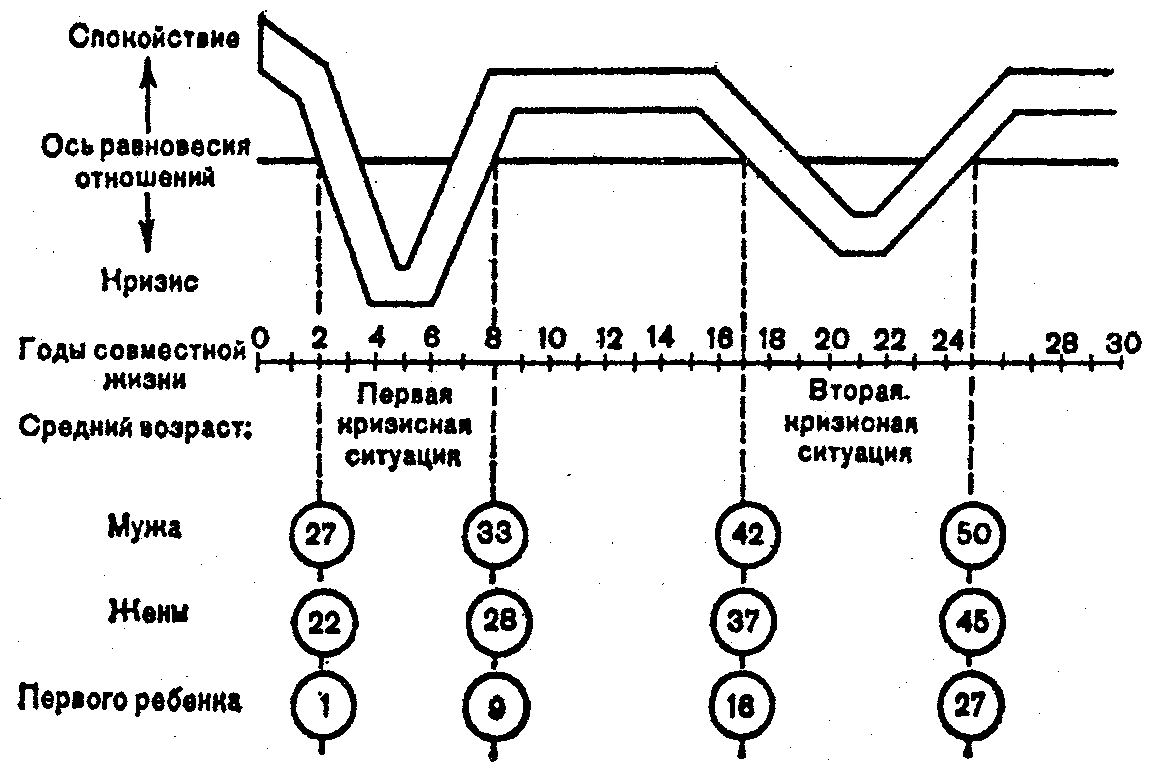 Спокойствие
Ось равновесия
отношений
Кризис
Годы совместной
жизни
0 2 4 6 8 10 12 14 16 18 20 22 24 28 30
Первая
кризисная
ситуация
Вторая
кризисная
ситуация
Средний возраст:
Мужа 27 33 42 50
Жены 22 28 37 45
Первого ребенка 1 9 16 27